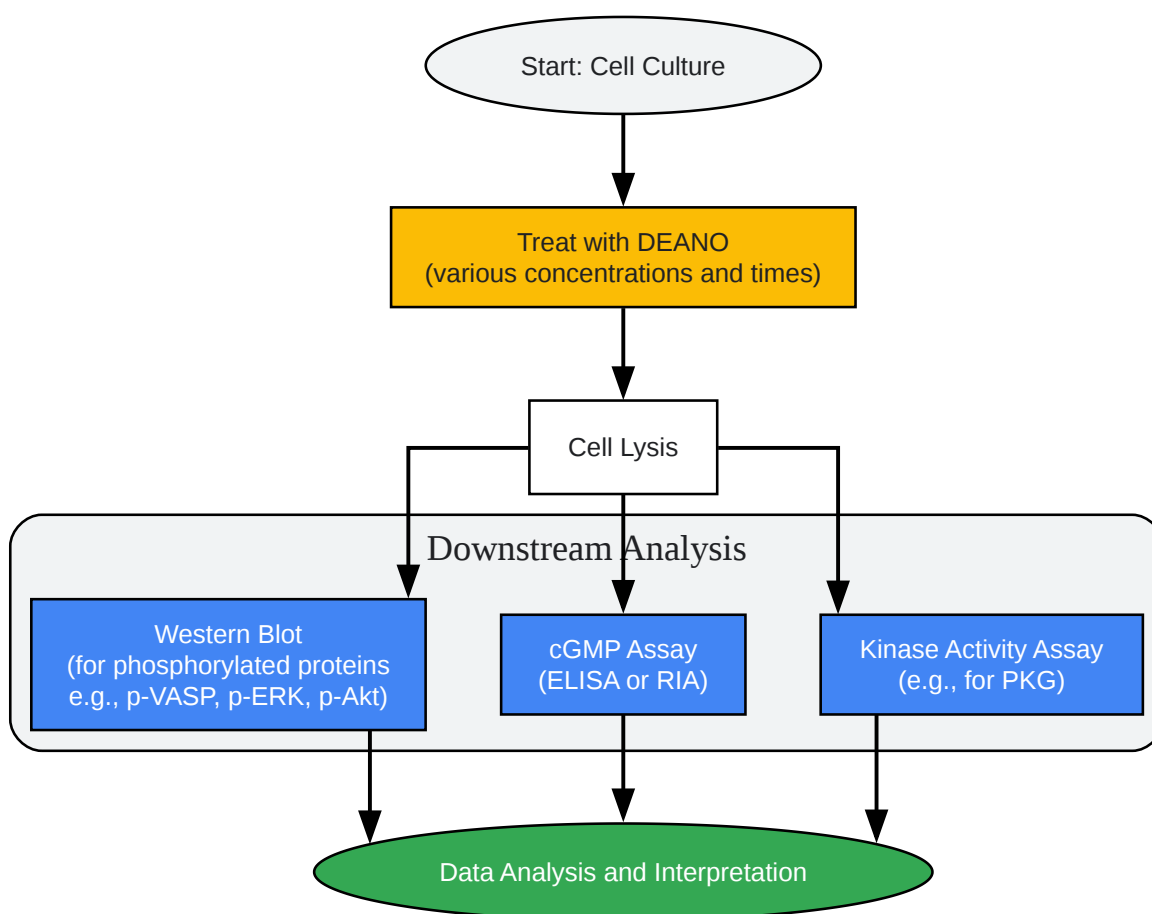 Start: Cell Culture
Treat with DEANO
(various concentrations and times)
Cell Lysis
Downstream Analysis
Western Blot
(for phosphorylated proteins
e.g., p-VASP, p-ERK, p-Akt)
cGMP Assay
(ELISA or RIA)
Kinase Activity Assay
(e.g., for PKG)
Data Analysis and Interpretation